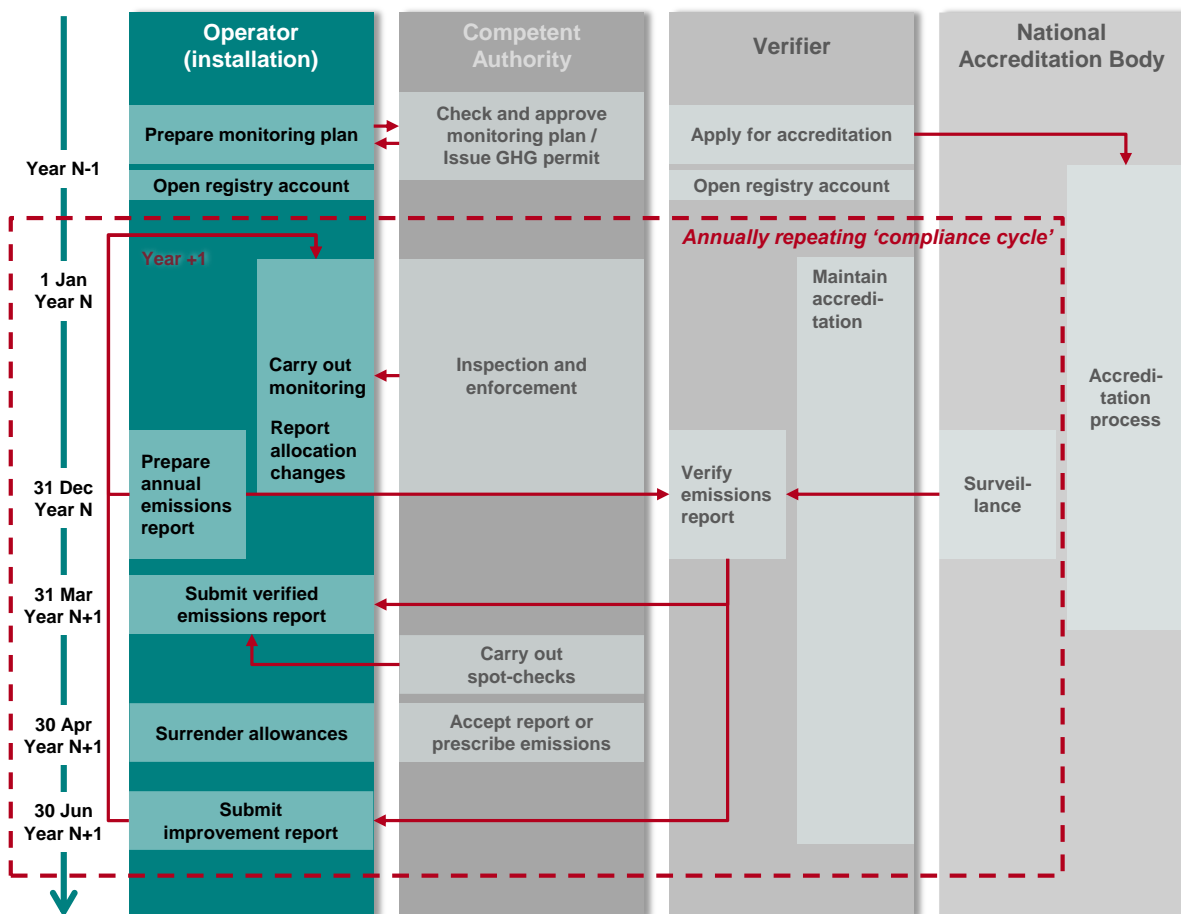 Operator
(installation)
Competent
Authority
Verifier
National
Accreditation Body
Year N-1
Prepare monitoring plan
Check and approve
monitoring plan /
Issue GHG permit
Apply for accreditation
Open registry account
Open registry account
Annually repeating ‘compliance cycle’
Year +1
1 Jan
Year N
Maintain
accredi-
tation
Carry out
monitoring
Report
allocation
changes
Inspection and
enforcement
Accredi-
tation
process
31 Dec
Year N
Prepare
annual
emissions
report
Verify
emissions
report
Surveil-
lance
31 Mar
Year N+1
Submit verified
emissions report
Carry out
spot-checks
30 Apr
Year N+1
Surrender allowances
Accept report or
prescribe emissions
30 Jun
Year N+1
Submit
improvement report